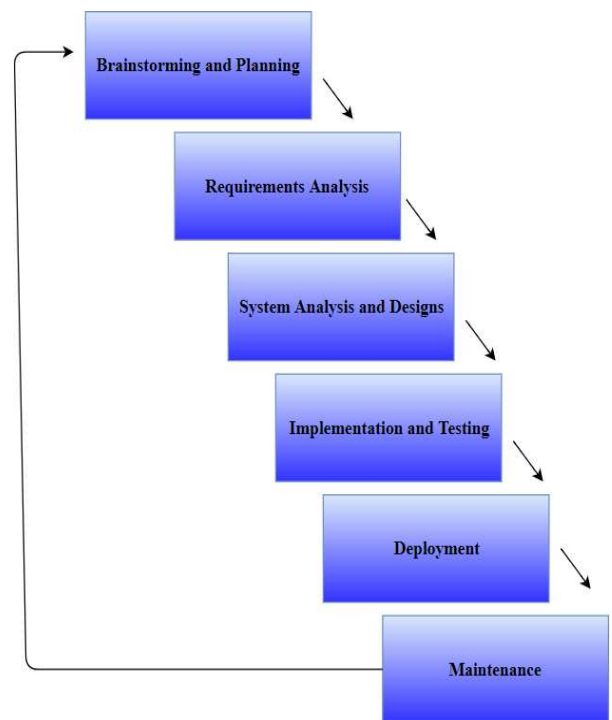 Brainstorming and Planning
Requirements Analysis
System Analysis and Designs
Implementation and Testing
Deployment
Maintenance